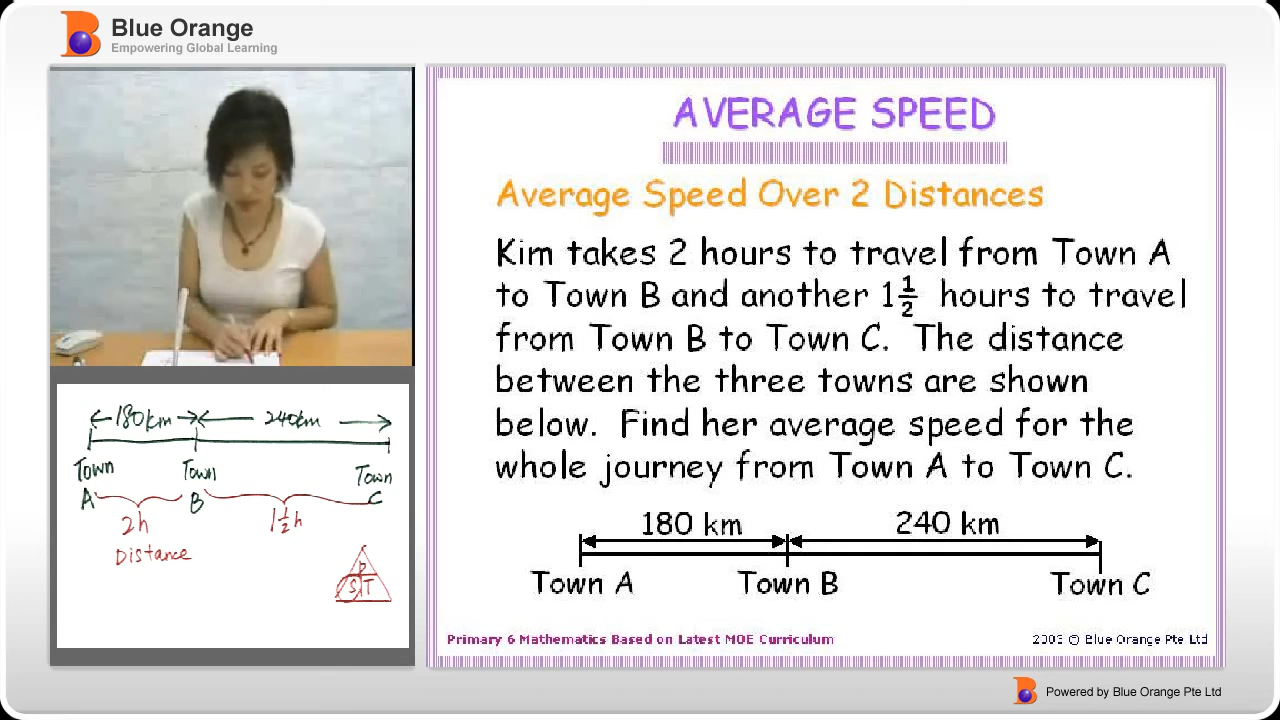 Blue Orange
Empowering Global Learning
180km 240km
Town Town Town
A B C
2h 1½h
Distance
D
S T
AVERAGE SPEED
Average Speed Over 2 Distances
Kim takes 2 hours to travel from Town A
to Town B and another 1½ hours to travel
from Town B to Town C. The distance
between the three towns are shown
below. Find her average speed for the
whole journey from Town A to Town C.
180 km 240 km
Town A Town B Town C
Primary 6 Mathematics Based on Latest MOE Curriculum
2003 © Blue Orange Pte Ltd
Powered by Blue Orange Pte Ltd